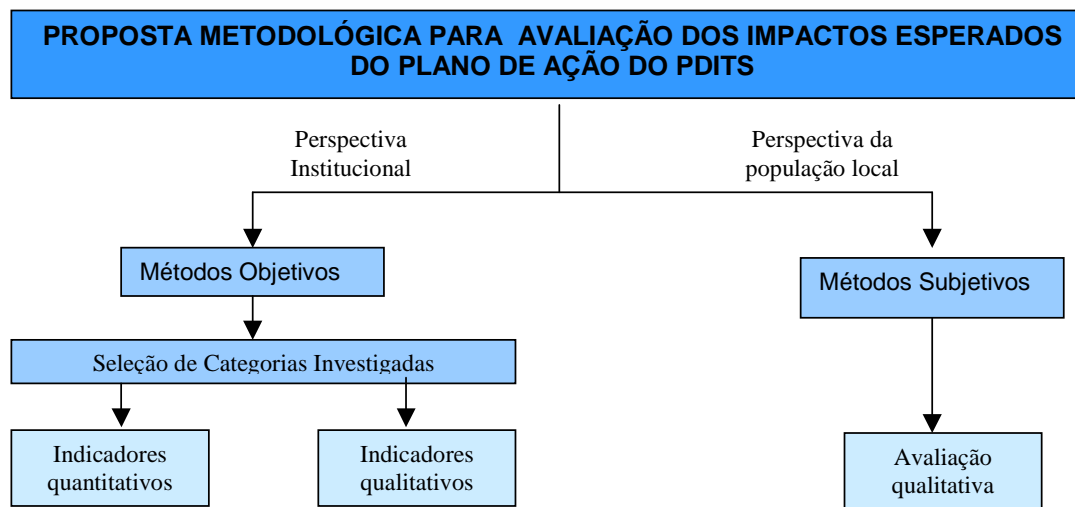 PROPOSTA METODOLÓGICA PARA AVALIAÇÃO DOS IMPACTOS ESPERADOS
DO PLANO DE AÇÃO DO PDITS
Perspectiva
Institucional
Perspectiva da
população local
Métodos Objetivos
Métodos Subjetivos
Seleção de Categorias Investigadas
Indicadores
quantitativos
Indicadores
qualitativos
Avaliação
qualitativa